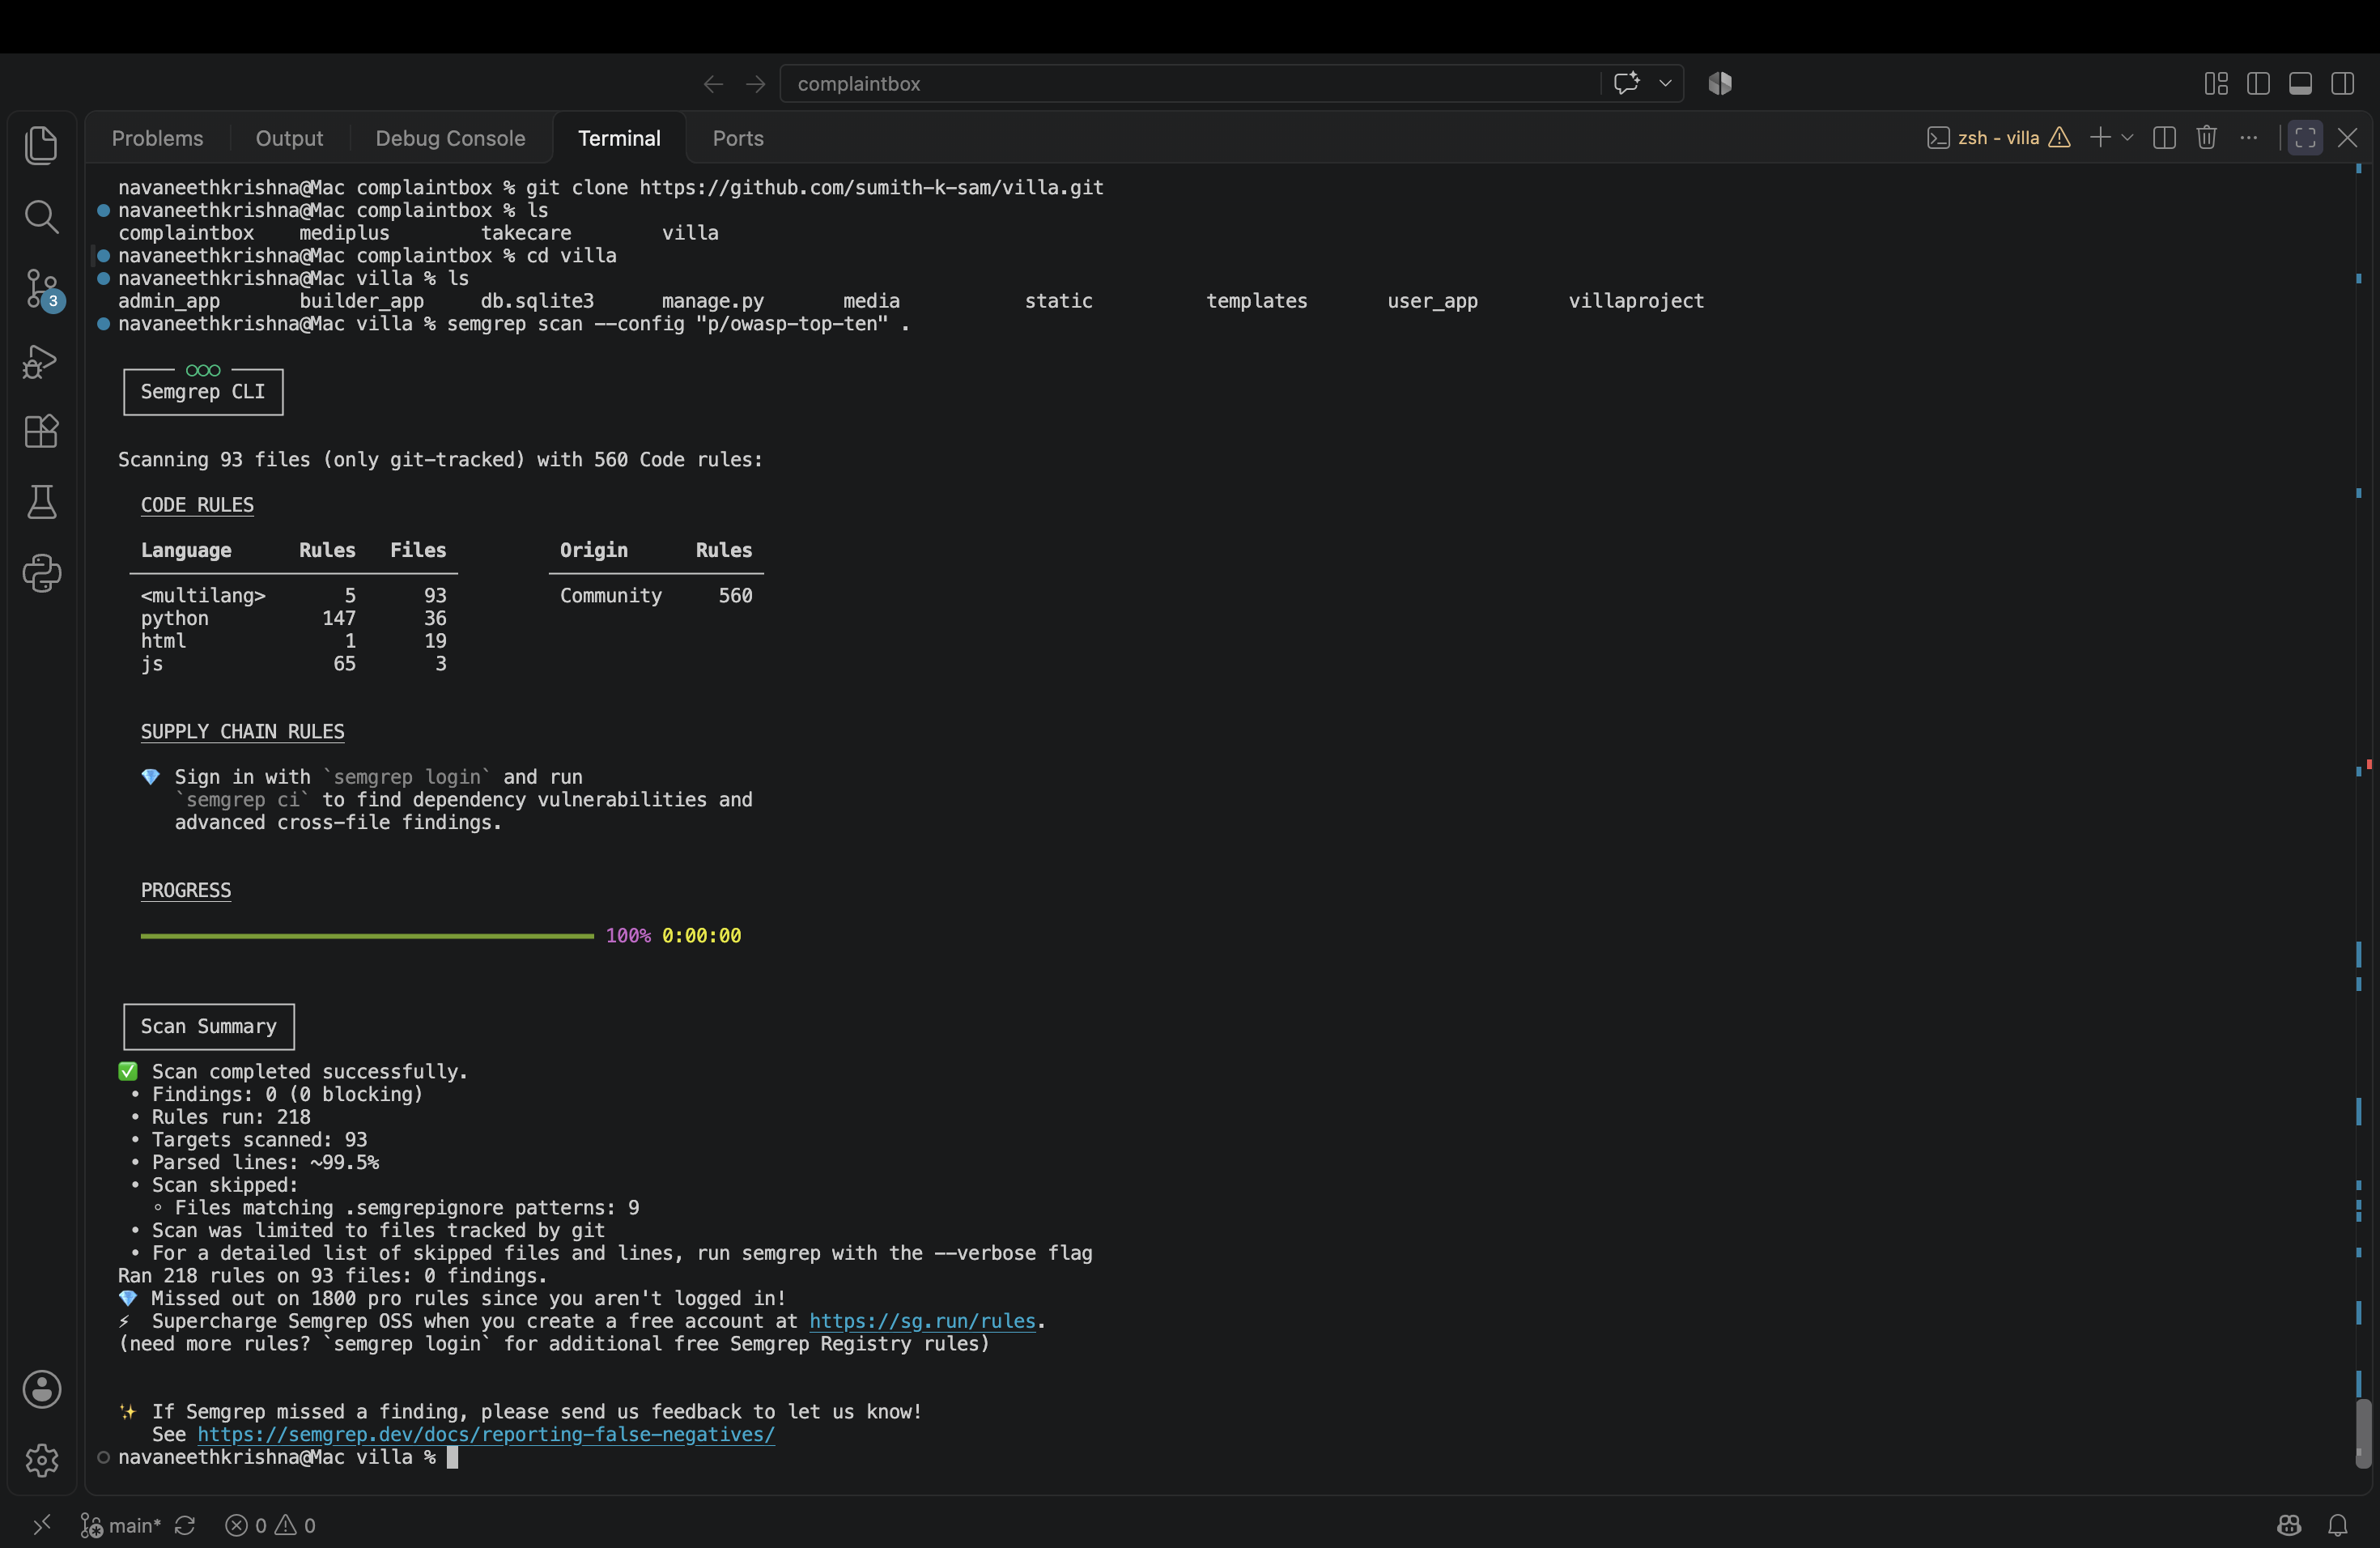 complaintbox
Problems Output Debug Console Terminal Ports zsh - villa
navaneethkrishna@Mac complaintbox % git clone https://github.com/sumith-k-sam/villa.git
navaneethkrishna@Mac complaintbox % ls
complaintbox mediplus takecare villa
navaneethkrishna@Mac complaintbox % cd villa
navaneethkrishna@Mac villa % ls
admin_app builder_app db.sqlite3 manage.py media static templates user_app villaproject
navaneethkrishna@Mac villa % semgrep scan --config "p/owasp-top-ten" .
Semgrep CLI
Scanning 93 files (only git-tracked) with 560 Code rules:
CODE RULES
Language Rules Files Origin Rules
<multilang> 5 93 Community 560
python 147 36
html 1 19
js 65 3
SUPPLY CHAIN RULES
💎 Sign in with `semgrep login` and run
`semgrep ci` to find dependency vulnerabilities and
advanced cross-file findings.
PROGRESS
100% 0:00:00
Scan Summary
✅ Scan completed successfully.
• Findings: 0 (0 blocking)
• Rules run: 218
• Targets scanned: 93
• Parsed lines: ~99.5%
• Scan skipped:
◦ Files matching .semgrepignore patterns: 9
• Scan was limited to files tracked by git
• For a detailed list of skipped files and lines, run semgrep with the --verbose flag
Ran 218 rules on 93 files: 0 findings.
💎 Missed out on 1800 pro rules since you aren't logged in!
⚡ Supercharge Semgrep OSS when you create a free account at https://sg.run/rules.
(need more rules? `semgrep login` for additional free Semgrep Registry rules)
✨ If Semgrep missed a finding, please send us feedback to let us know!
See https://semgrep.dev/docs/reporting-false-negatives/
navaneethkrishna@Mac villa %
3
main* 0 0